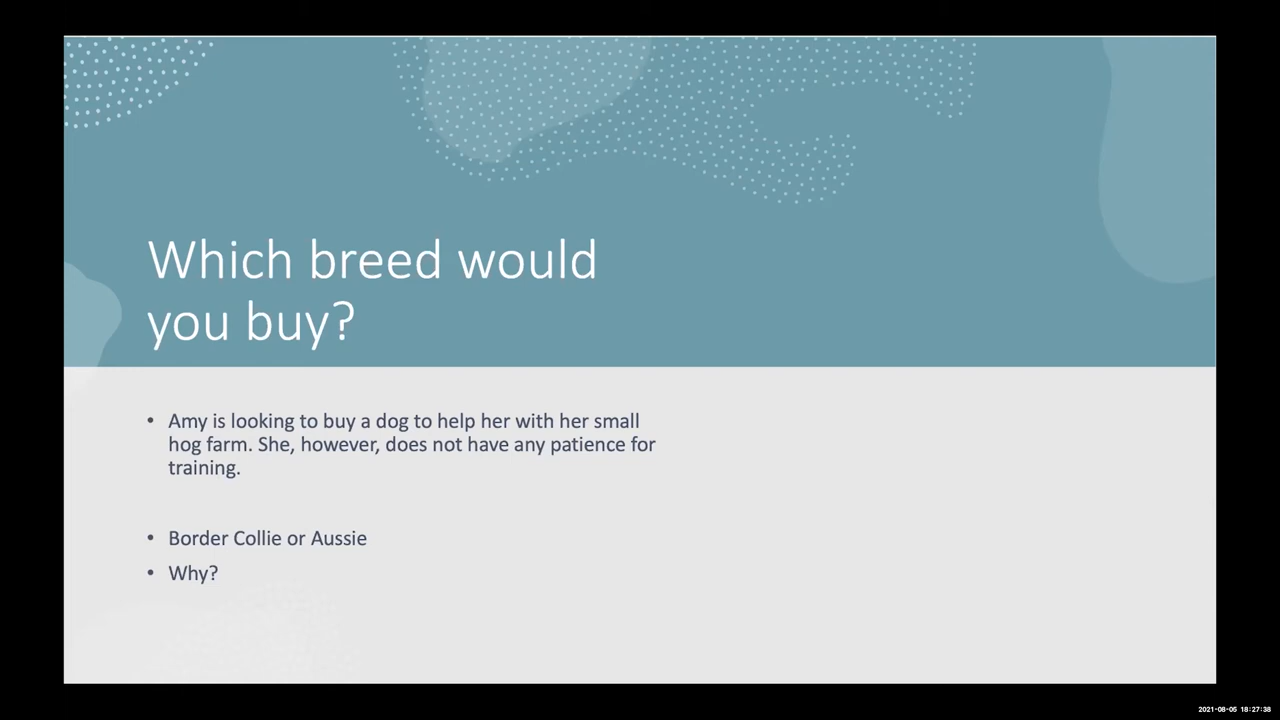 Which breed would
you buy?
• Amy is looking to buy a dog to help her with her small
hog farm. She, however, does not have any patience for
training.
• Border Collie or Aussie
• Why?
2021-08-05 18:27:38